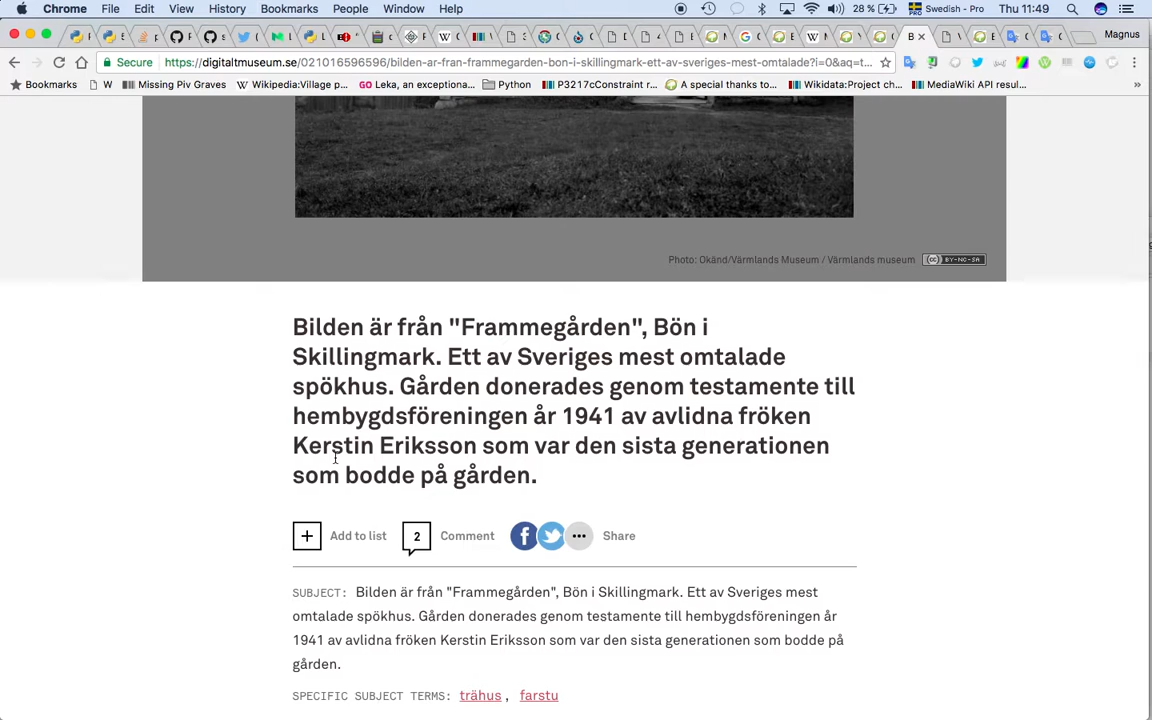 Chrome File Edit View History Bookmarks People Window Help 28 % Swedish - Pro Thu 11:49
Magnus
Secure https://digitaltmuseum.se/021016596596/bilden-ar-fran-frammegarden-bon-i-skillingmark-ett-av-sveriges-mest-omtalade?i=0&aq=t...
Bookmarks W Missing Piv Graves Wikipedia:Village p... GO Leka, an exceptiona... Python P3217cConstraint r... A special thanks to... Wikidata:Project ch... MediaWiki API resul... »
Photo: Okänd/Värmlands Museum / Värmlands museum cc BY-NC-SA
Bilden är från "Frammegården", Bön i
Skillingmark. Ett av Sveriges mest omtalade
spökhus. Gården donerades genom testamente till
hembygdsföreningen år 1941 av avlidna fröken
Kerstin Eriksson som var den sista generationen
som bodde på gården.
+ Add to list 2 Comment f ••• Share
SUBJECT: Bilden är från "Frammegården", Bön i Skillingmark. Ett av Sveriges mest
omtalade spökhus. Gården donerades genom testamente till hembygdsföreningen år
1941 av avlidna fröken Kerstin Eriksson som var den sista generationen som bodde på
gården.
SPECIFIC SUBJECT TERMS: trähus , farstu